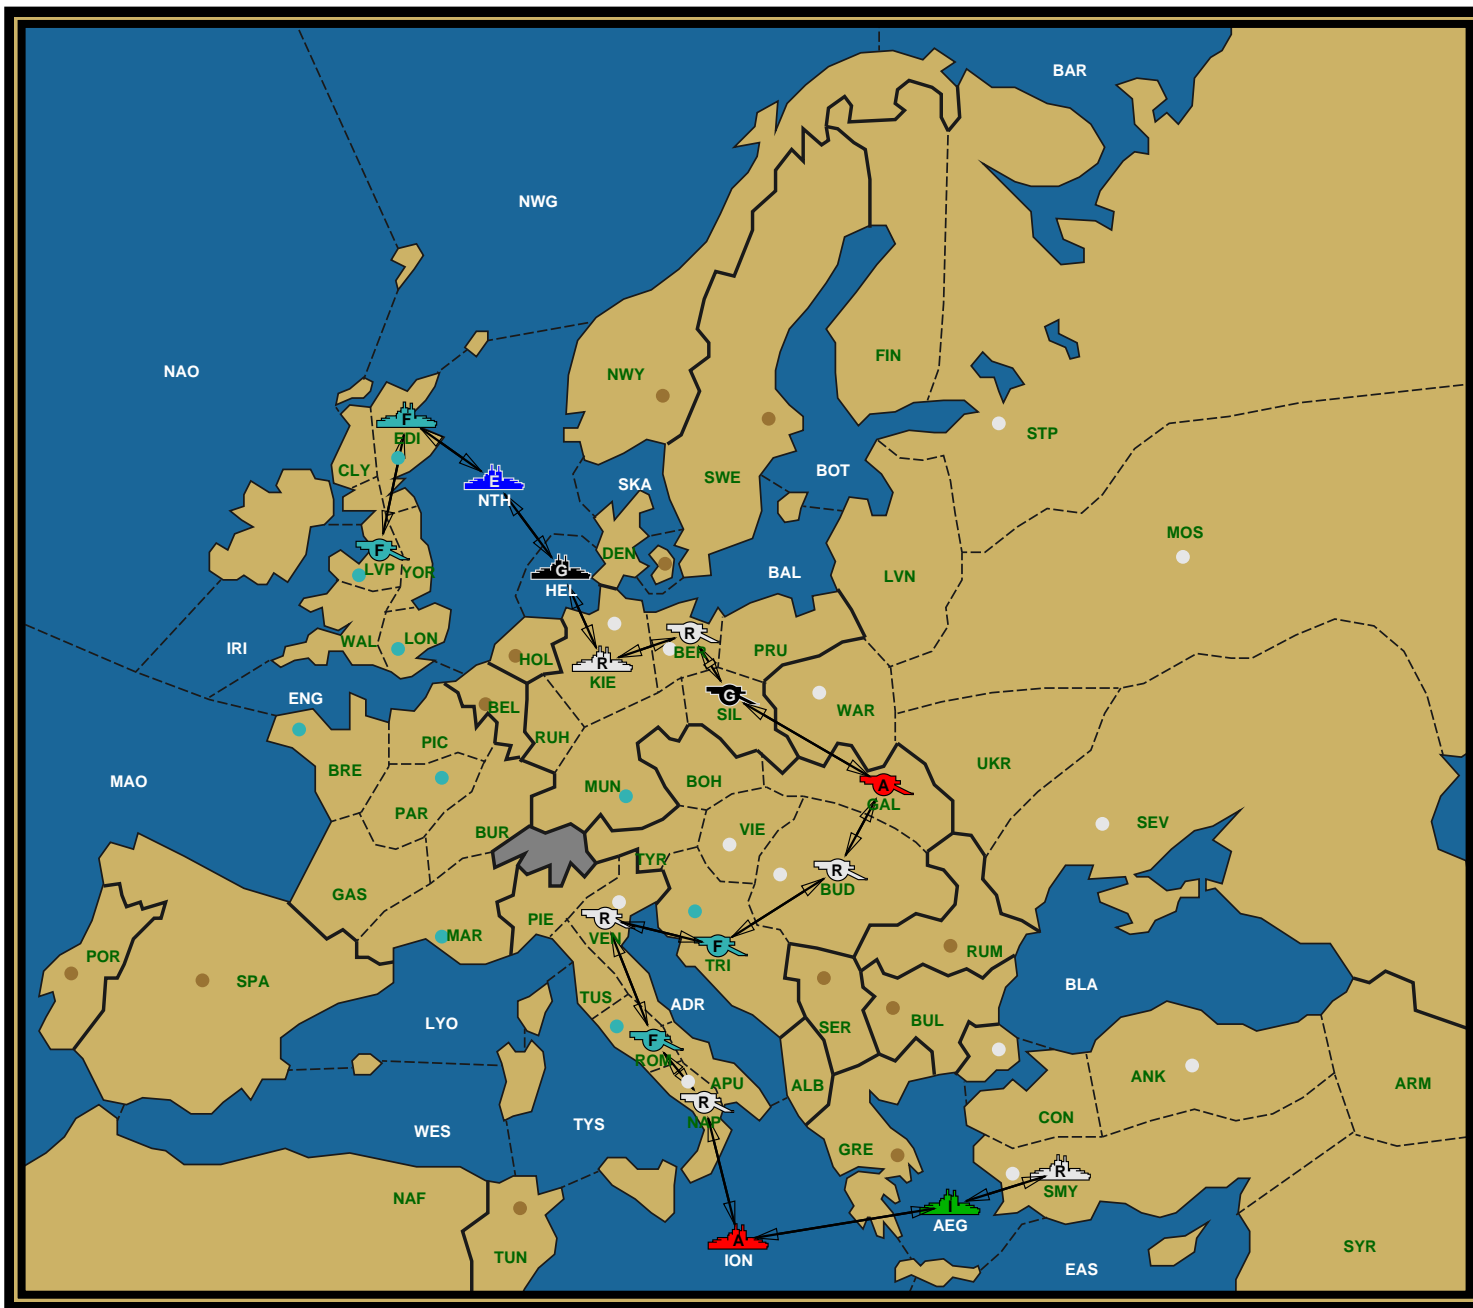 BAR
NWG
NAO
FIN
NWY
F
EDI
STP
CLY
BOT
SWE
SKA
E
NTH
MOS
F
DEN
LVP
YOR
G
HEL
BAL
LVN
R
BER
WAL
LON
IRI
HOL
PRU
R
KIE
ENG
G
SIL
BEL
WAR
PIC
RUH
BRE
UKR
MAO
MUN
BOH
A
GAL
PAR
BUR
VIE
SEV
TYR
R
BUD
GAS
PIE
R
VEN
MAR
F
TRI
RUM
POR
SPA
BLA
TUS
ADR
LYO
SER
BUL
F
ROM
ANK
ARM
APU
ALB
R
NAP
CON
TYS
WES
GRE
R
SMY
NAF
I
AEG
A
ION
SYR
TUN
EAS